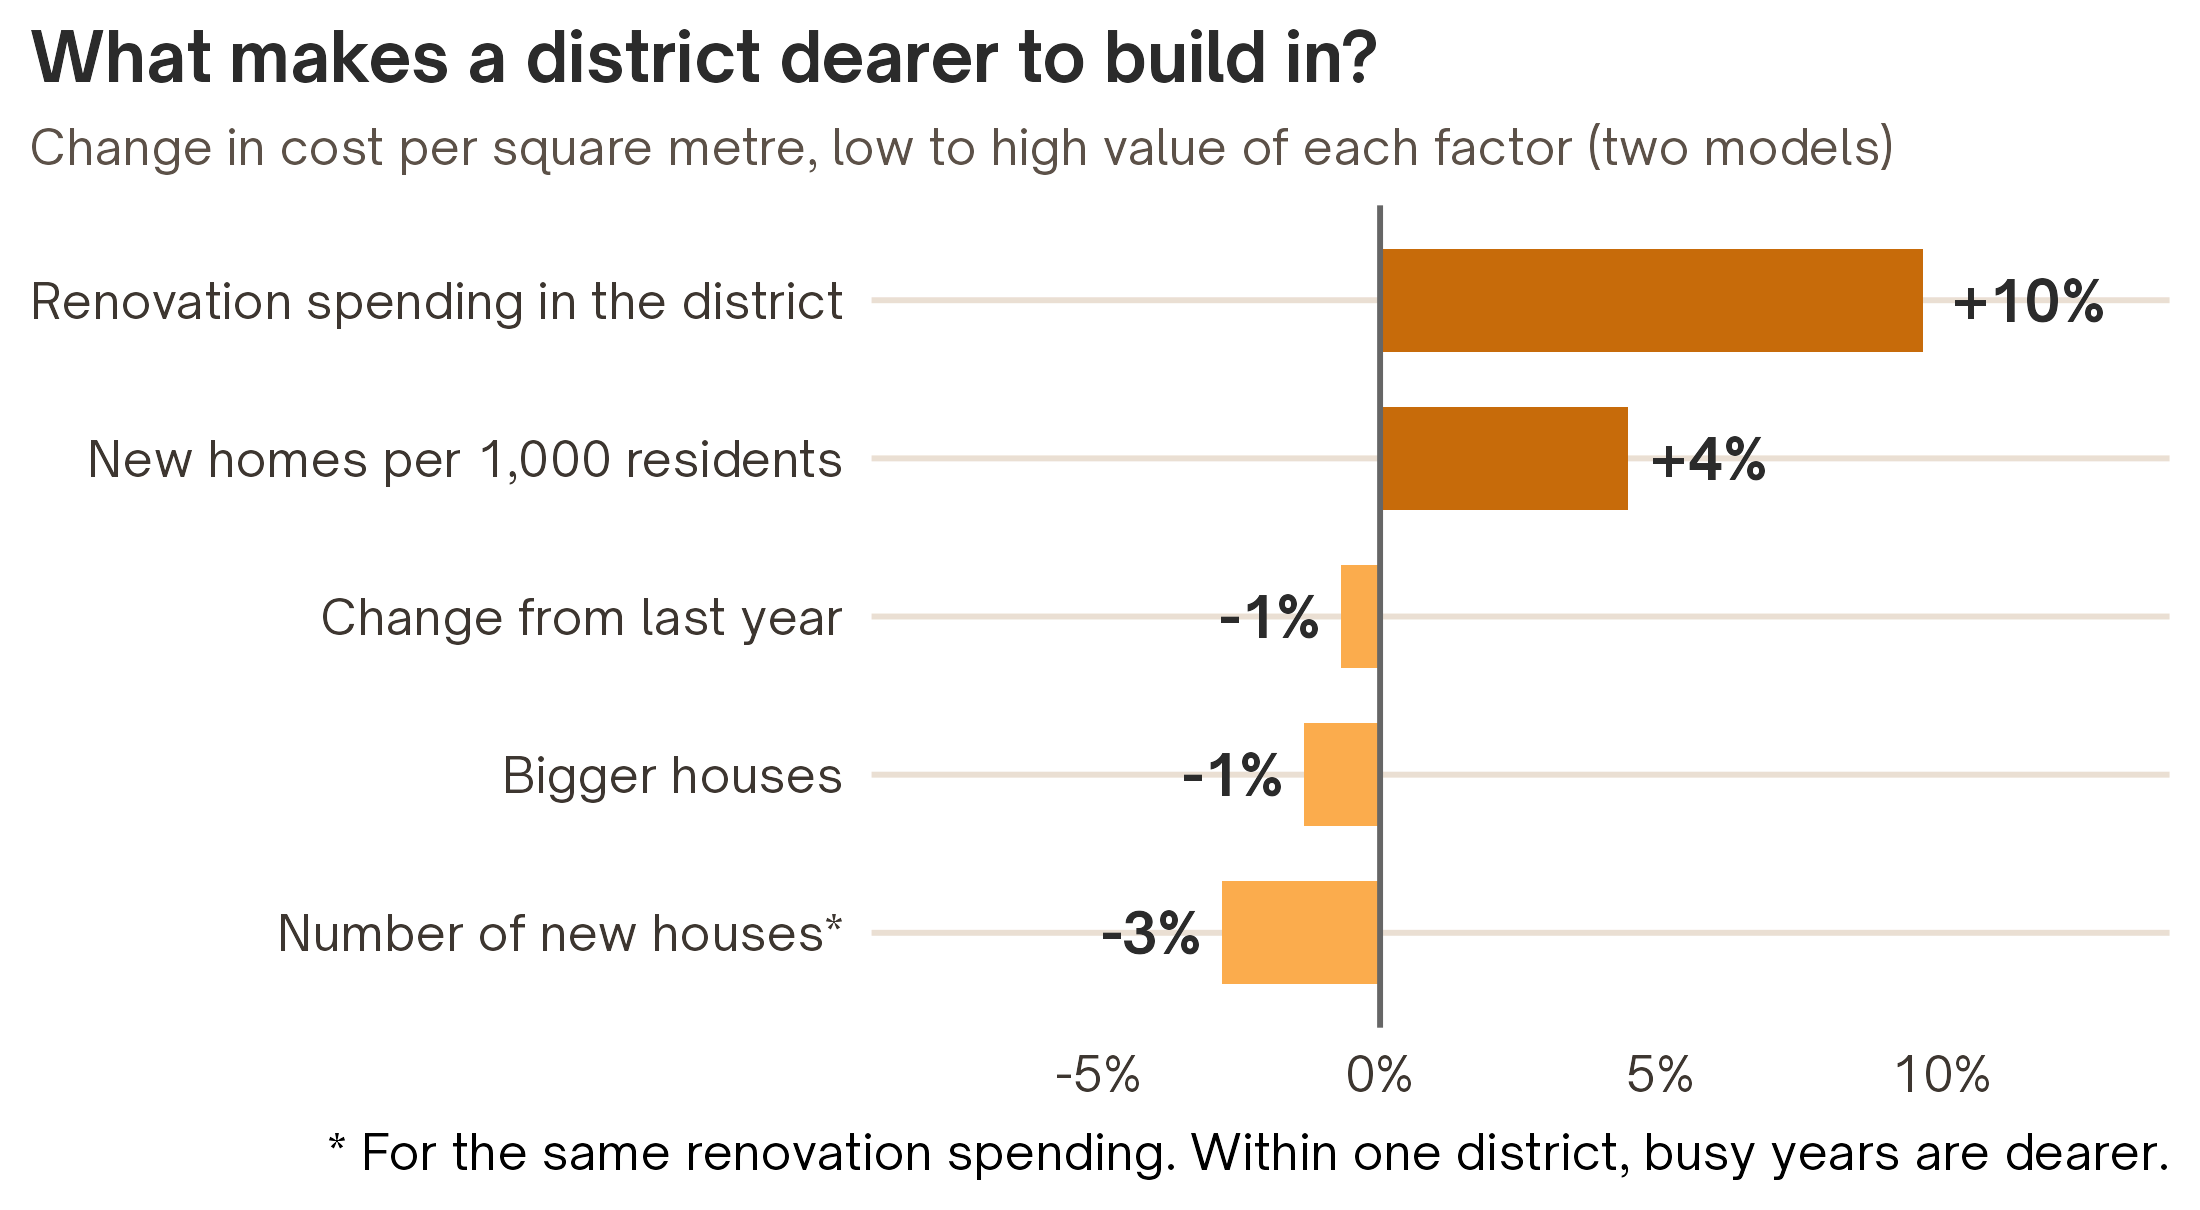 What makes a district dearer to build in?
Change in cost per square metre, low to high value of each factor (two models)
Renovation spending in the district
+10%
New homes per 1,000 residents
+4%
Change from last year
-1%
Bigger houses
-1%
Number of new houses*
-3%
-5% 0% 5% 10%
* For the same renovation spending. Within one district, busy years are dearer.